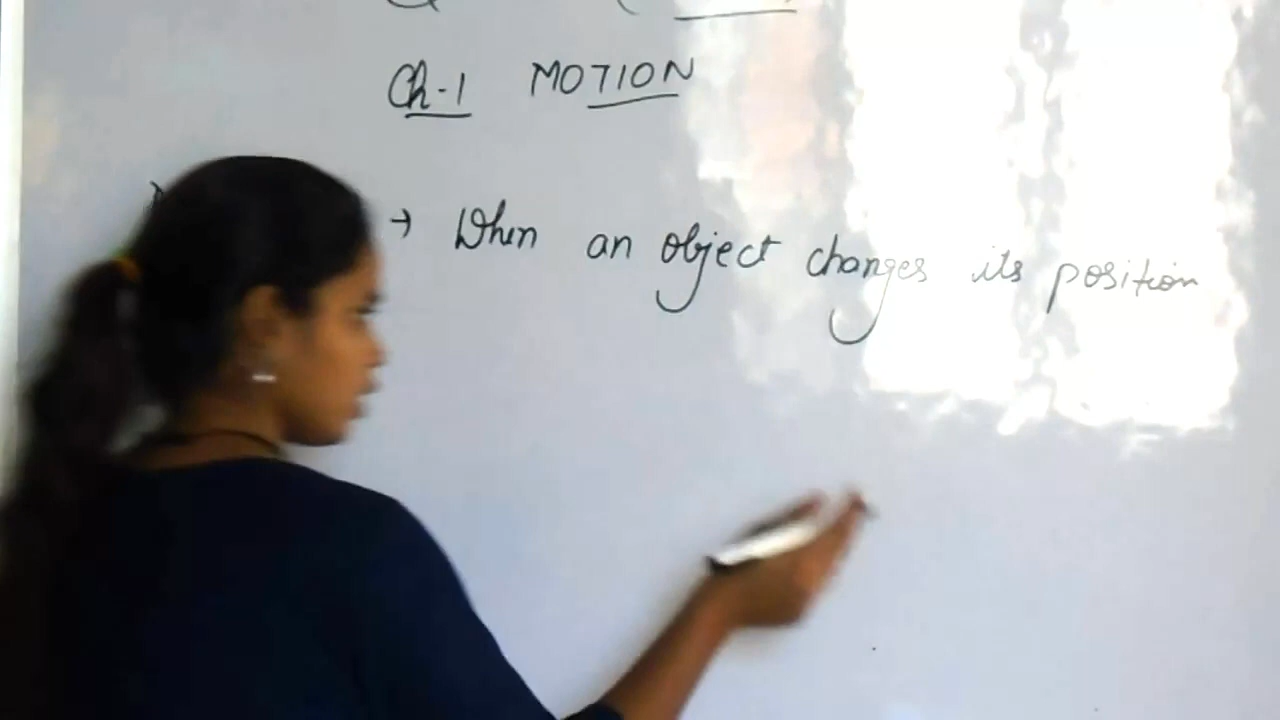 Ch-1 MOTION
→ When an object changes its position